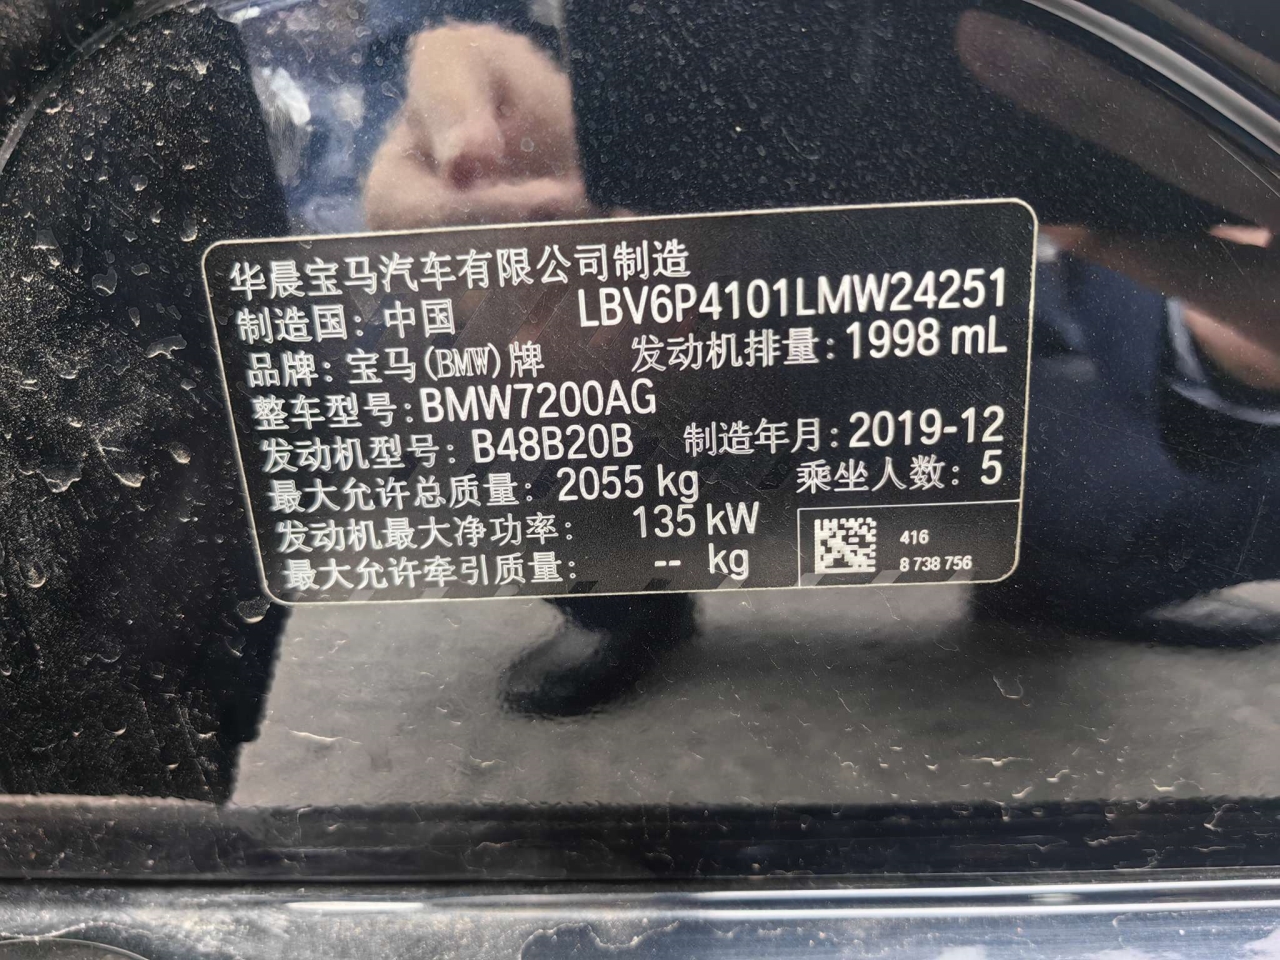 华晨宝马汽车有限公司制造
制造国：中国 LBV6P4101LMW24251
品牌：宝马(BMW)牌 发动机排量：1998 mL
整车型号：BMW7200AG
发动机型号：B48B20B 制造年月：2019-12
最大允许总质量：2055 kg 乘坐人数：5
发动机最大净功率：135 kW
最大允许牵引质量：-- kg
416
8 738 756